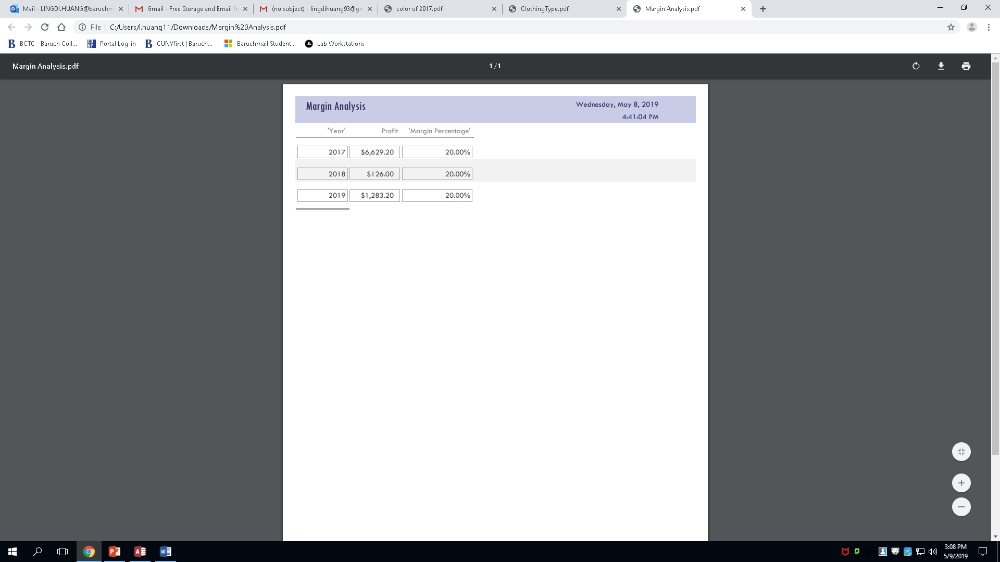 Mail - LINGDI.HUANG@baruchm
Gmail - Free Storage and Email fr
(no subject) - lingdihuang93@gm
color of 2017.pdf
ClothingType.pdf
Margin Analysis.pdf
File
C:/Users/l.huang11/Downloads/Margin%20Analysis.pdf
BCTC - Baruch Coll...
Portal Log-in
CUNYfirst | Baruch...
Baruchmail Student...
Lab Workstations
Margin Analysis.pdf
1 / 1
Margin Analysis
Wednesday, May 8, 2019
4:41:04 PM
'Year' Profit 'Margin Percentage'
2017 $6,629.20 20.00%
2018 $126.00 20.00%
2019 $1,283.20 20.00%
3:08 PM
5/9/2019